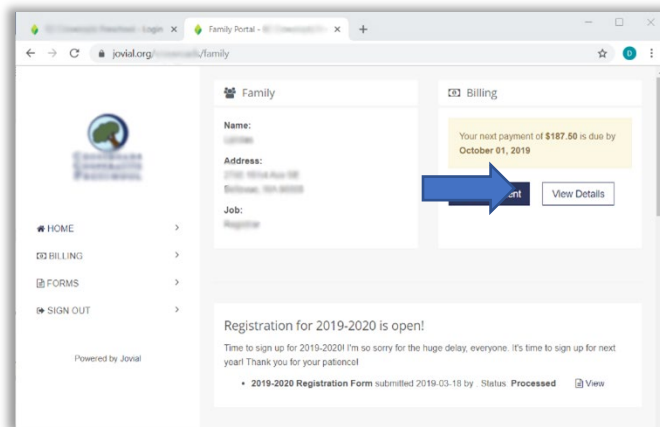 Login
Family Portal -
jovial.org /family
D
Family
Name:
Address:
Job:
Billing
Your next payment of $187.50 is due by
October 01, 2019
View Details
HOME
BILLING
FORMS
SIGN OUT
Powered by Jovial
Registration for 2019-2020 is open!
Time to sign up for 2019-2020! I'm so sorry for the huge delay, everyone. It's time to sign up for next
year! Thank you for your patience!
2019-2020 Registration Form submitted 2019-03-18 by . Status: Processed View